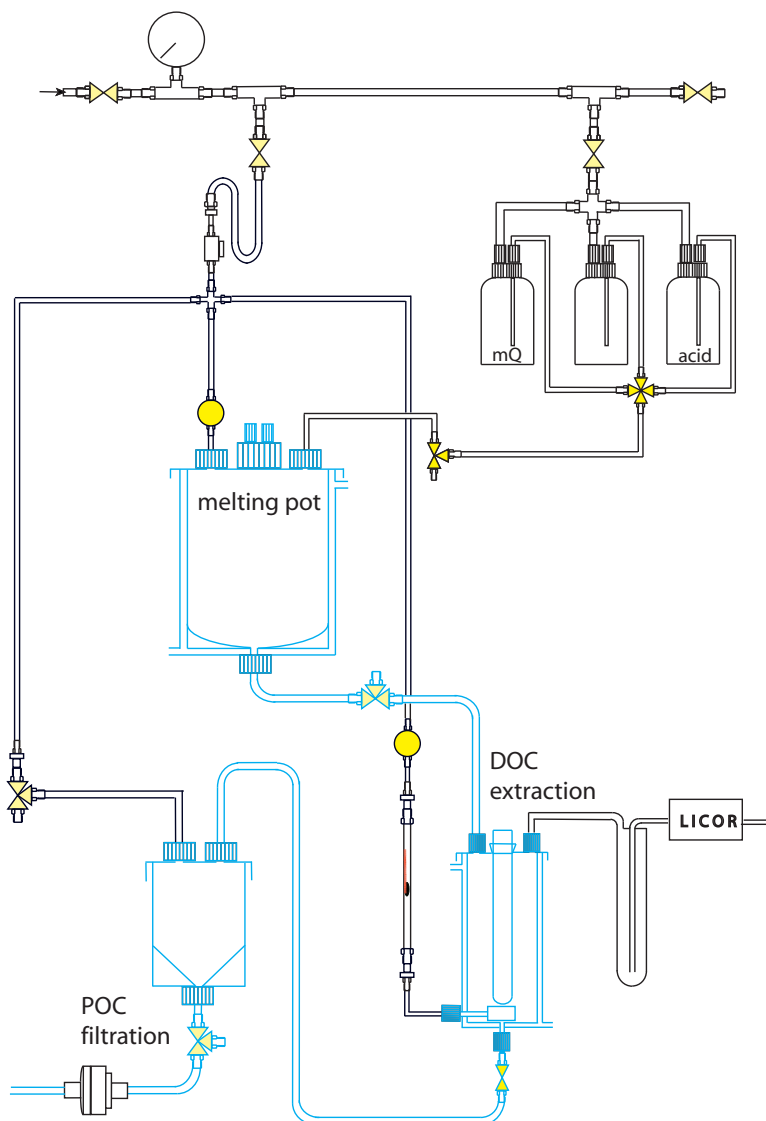 mQ
acid
melting pot
DOC
extraction
LICOR
POC
filtration